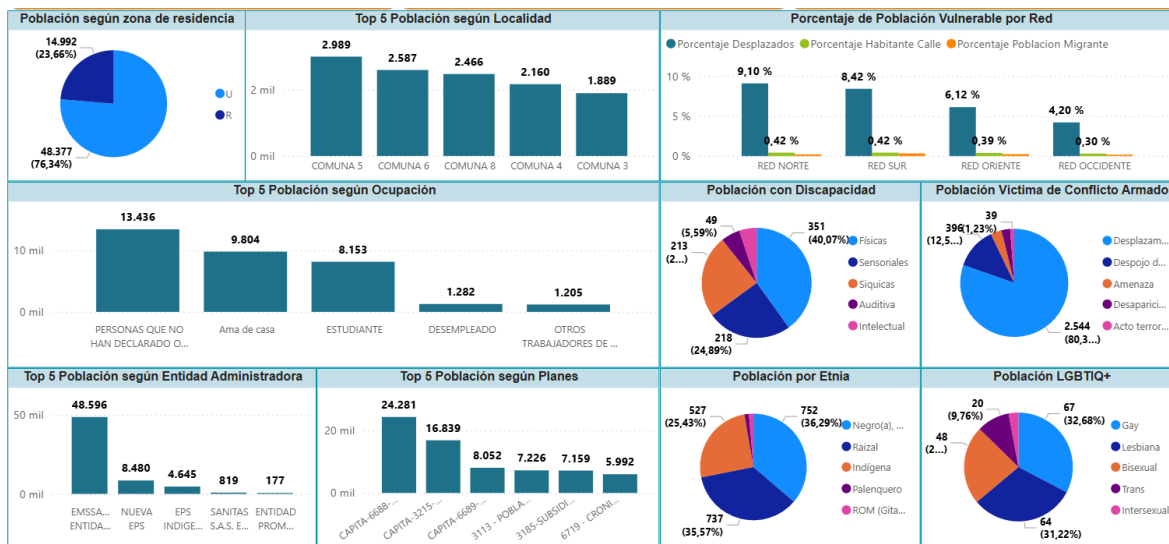 Población según zona de residencia
14.992
(23,66%)
48.377
(76,34%)
U
R
Top 5 Población según Localidad
2.989
2.587
2.466
2.160
1.889
2 mil
0 mil
COMUNA 5
COMUNA 6
COMUNA 8
COMUNA 4
COMUNA 3
Porcentaje de Población Vulnerable por Red
Porcentaje Desplazados
Porcentaje Habitante Calle
Porcentaje Poblacion Migrante
10 %
5 %
0 %
9,10 %
0,42 %
8,42 %
0,42 %
6,12 %
0,39 %
4,20 %
0,30 %
RED NORTE
RED SUR
RED ORIENTE
RED OCCIDENTE
Top 5 Población según Ocupación
13.436
9.804
8.153
1.282
1.205
10 mil
0 mil
PERSONAS QUE NO
HAN DECLARADO O...
Ama de casa
ESTUDIANTE
DESEMPLEADO
OTROS
TRABAJADORES DE ...
Población con Discapacidad
49
(5,59%)
213
(2...
351
(40,07%)
218
(24,89%)
Físicas
Sensoriales
Siquicas
Auditiva
Intelectual
Población Victima de Conflicto Armado
39
(1,23%)
396
(12,5...
2.544
(80,3...
Desplazam...
Despojo d...
Amenaza
Desaparici...
Acto terror...
Top 5 Población según Entidad Administradora
48.596
8.480
4.645
819
177
50 mil
0 mil
EMSSA...
ENTIDA...
NUEVA
EPS
EPS
INDIGE...
SANITAS
S.A.S. E...
ENTIDAD
PROM...
Top 5 Población según Planes
24.281
16.839
8.052
7.226
7.159
5.992
20 mil
0 mil
CAPITA-6688-...
CAPITA-3215-...
CAPITA-6689-...
3113 - POBLA...
3185-SUBSIDI...
6719 - CRONI...
Población por Etnia
527
(25,43%)
752
(36,29%)
737
(35,57%)
Negro(a), ...
Raizal
Indígena
Palenquero
ROM (Gita...
Población LGBTIQ+
20
(9,76%)
48
(2...
67
(32,68%)
64
(31,22%)
Gay
Lesbiana
Bisexual
Trans
Intersexual